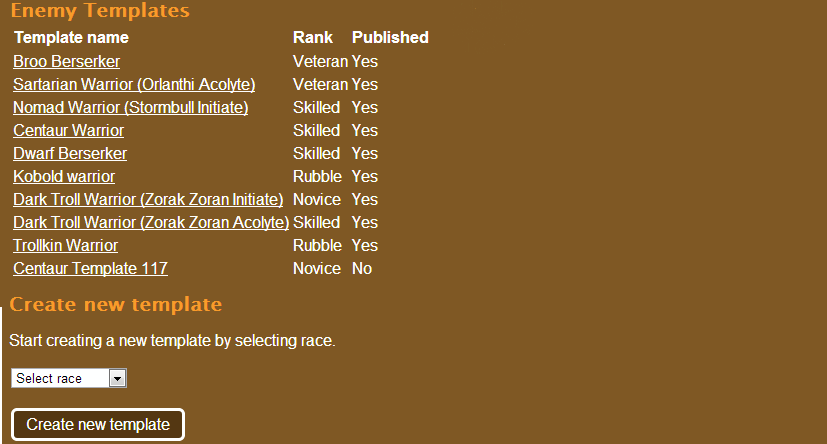 Enemy Templates
Template name Rank Published
Broo Berserker Veteran Yes
Sartarian Warrior (Orlanthi Acolyte) Veteran Yes
Nomad Warrior (Stormbull Initiate) Skilled Yes
Centaur Warrior Skilled Yes
Dwarf Berserker Skilled Yes
Kobold warrior Rubble Yes
Dark Troll Warrior (Zorak Zoran Initiate) Novice Yes
Dark Troll Warrior (Zorak Zoran Acolyte) Skilled Yes
Trollkin Warrior Rubble Yes
Centaur Template 117 Novice No
Create new template
Start creating a new template by selecting race.
Select race
Create new template